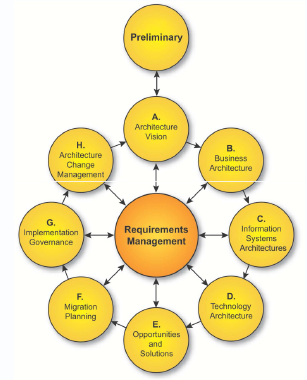 Preliminary
A.
Architecture
Vision
B.
Business
Architecture
C.
Information
Systems
Architectures
D.
Technology
Architecture
E.
Opportunities
and
Solutions
F.
Migration
Planning
G.
Implementation
Governance
H.
Architecture
Change
Management
Requirements
Management